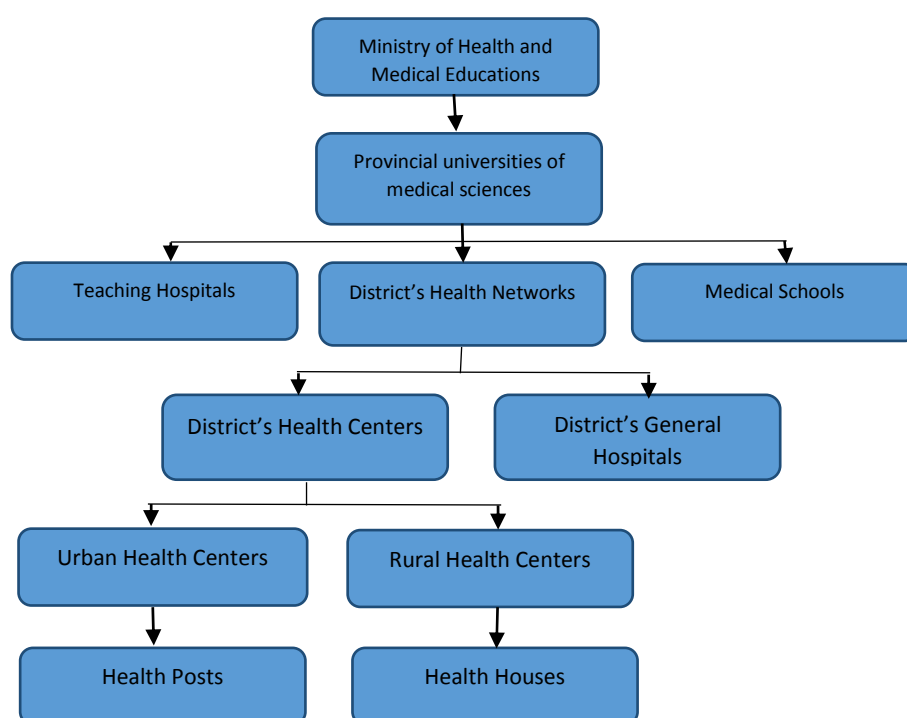 Ministry of Health and
Medical Educations
Provincial universities of
medical sciences
Teaching Hospitals
District’s Health Networks
Medical Schools
District’s Health Centers
District’s General
Hospitals
Urban Health Centers
Rural Health Centers
Health Posts
Health Houses